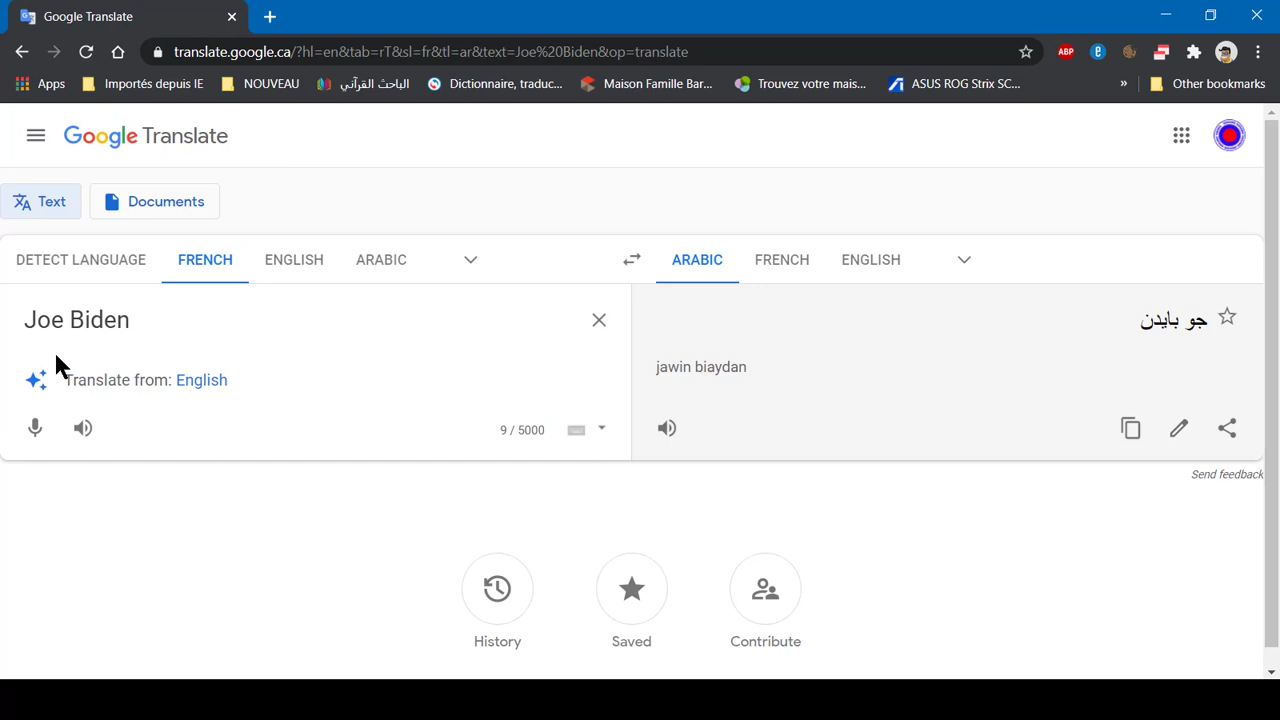 Google Translate
translate.google.ca/?hl=en&tab=rT&sl=fr&tl=ar&text=Joe%20Biden&op=translate
ABP
Apps Importés depuis IE NOUVEAU الباحث القرآني Dictionnaire, traduc... Maison Famille Bar... Trouvez votre mais... ASUS ROG Strix SC... » Other bookmarks
Google Translate
Text Documents
DETECT LANGUAGE FRENCH ENGLISH ARABIC ARABIC FRENCH ENGLISH
Joe Biden
جو بايدن
jawin biaydan
Translate from: English
9 / 5000
Send feedback
History Saved Contribute